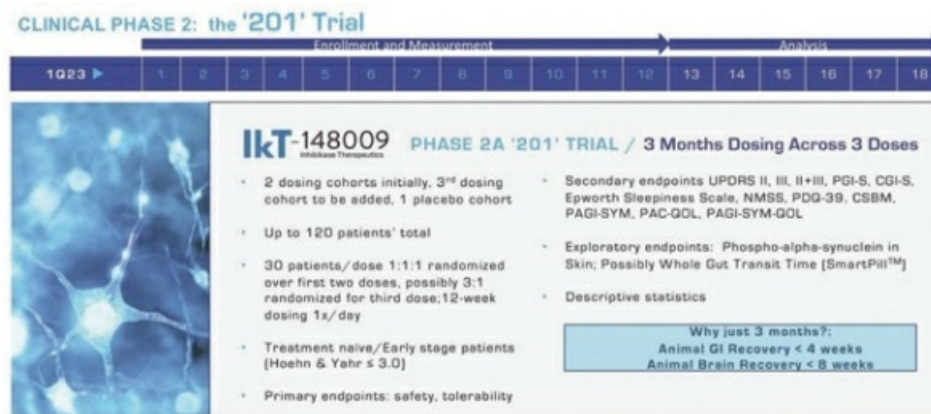 CLINICAL PHASE 2: the '201' Trial
Enrollment and Measurement
Analysis
1Q23 1 2 3 4 5 6 7 8 9 10 11 12 13 14 15 16 17 18
IkT-148009
Inhibikase Therapeutics
PHASE 2A '201' TRIAL / 3 Months Dosing Across 3 Doses
• 2 dosing cohorts initially, 3rd dosing
cohort to be added, 1 placebo cohort
• Up to 120 patients' total
• 30 patients/dose 1:1:1 randomized
over first two doses, possibly 3:1
randomized for third dose;12-week
dosing 1x/day
• Treatment naïve/Early stage patients
(Hoehn & Yahr ≤ 3.0)
• Primary endpoints: safety, tolerability
• Secondary endpoints UPDRS II, III, II+III, PGI-S, CGI-S,
Epworth Sleepiness Scale, NMSS, PDQ-39, CSBM,
PAGI-SYM, PAC-QOL, PAGI-SYM-QOL
• Exploratory endpoints: Phospho-alpha-synuclein in
Skin; Possibly Whole Gut Transit Time (SmartPill™)
• Descriptive statistics
Why just 3 months?:
Animal GI Recovery < 4 weeks
Animal Brain Recovery < 8 weeks